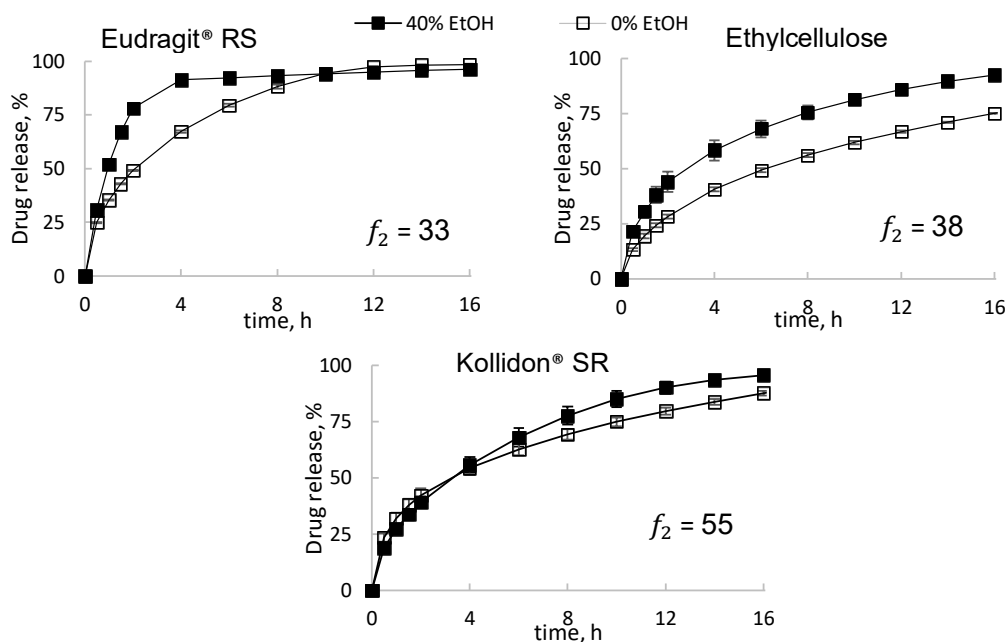 40% EtOH 0% EtOH
Eudragit® RS
Drug release, %
100
75
50
25
0
f₂ = 33
0 4 8 12 16
time, h
Ethylcellulose
Drug release, %
100
75
50
25
0
f₂ = 38
0 4 8 12 16
time, h
Kollidon® SR
Drug release, %
100
75
50
25
0
f₂ = 55
0 4 8 12 16
time, h